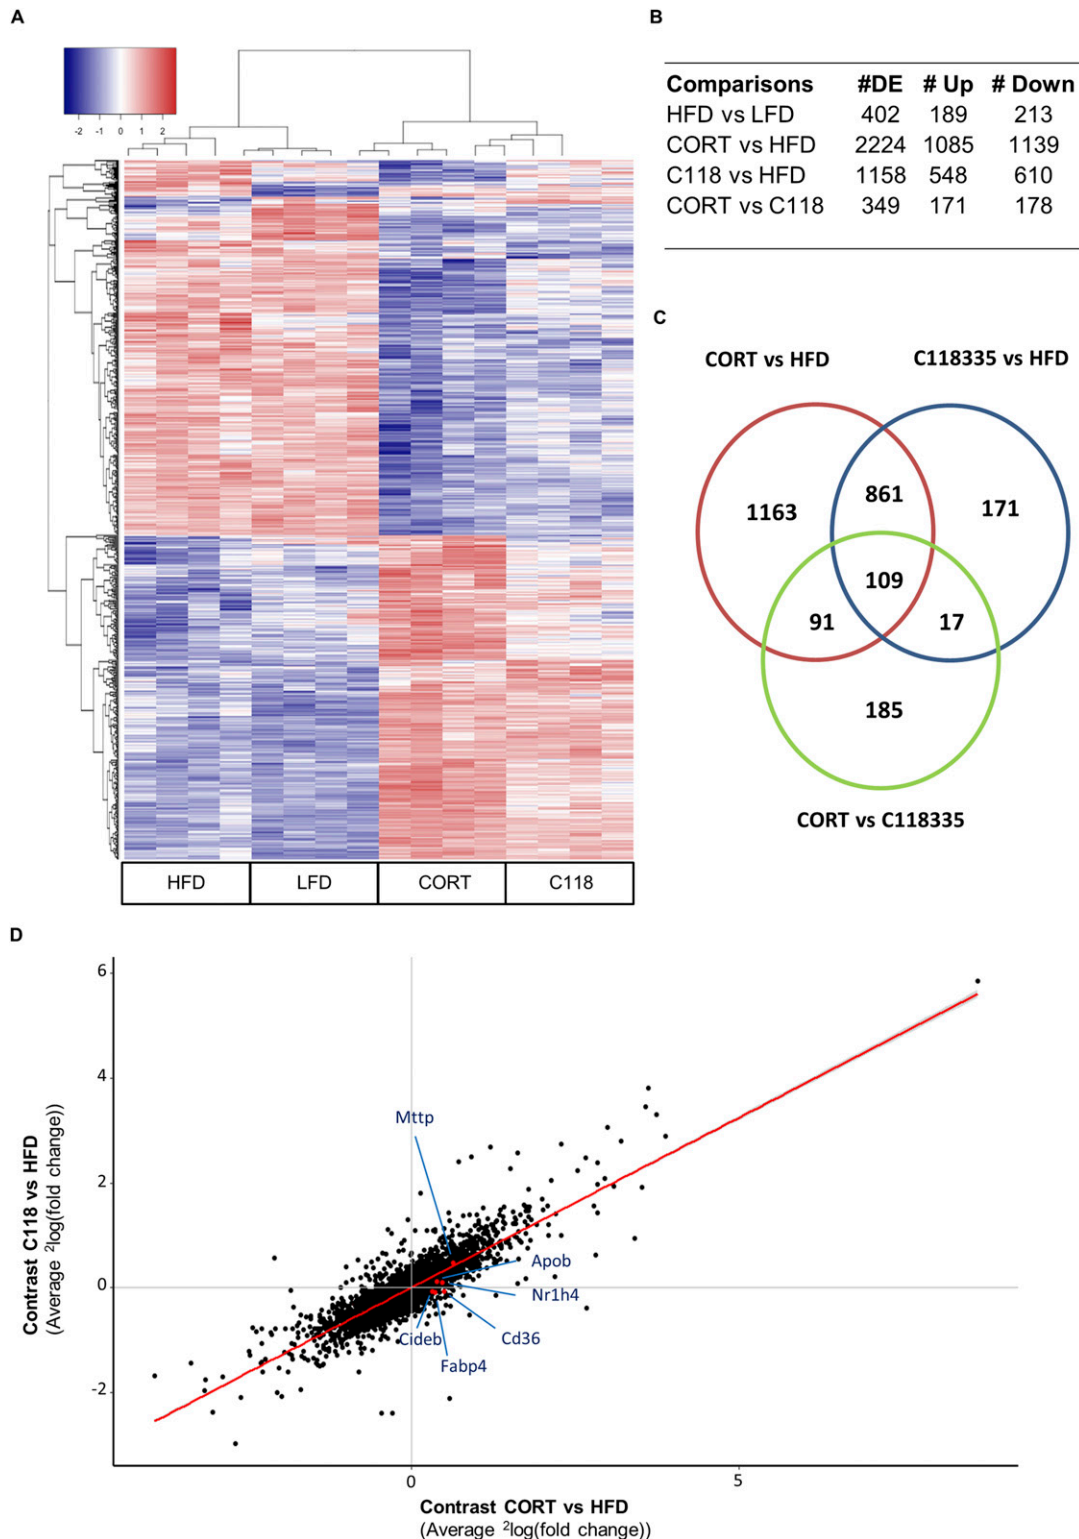 A
-2 -1 0 1 2
HFD LFD CORT C118
B
Comparisons #DE # Up # Down
HFD vs LFD 402 189 213
CORT vs HFD 2224 1085 1139
C118 vs HFD 1158 548 610
CORT vs C118 349 171 178
C
CORT vs HFD C118335 vs HFD
1163 861 171
109
91 17
185
CORT vs C118335
D
6
4
2
0
-2
Contrast C118 vs HFD
(Average ²log(fold change))
Mttp
Apob
Nr1h4
Cideb Cd36
Fabp4
0 5
Contrast CORT vs HFD
(Average ²log(fold change))